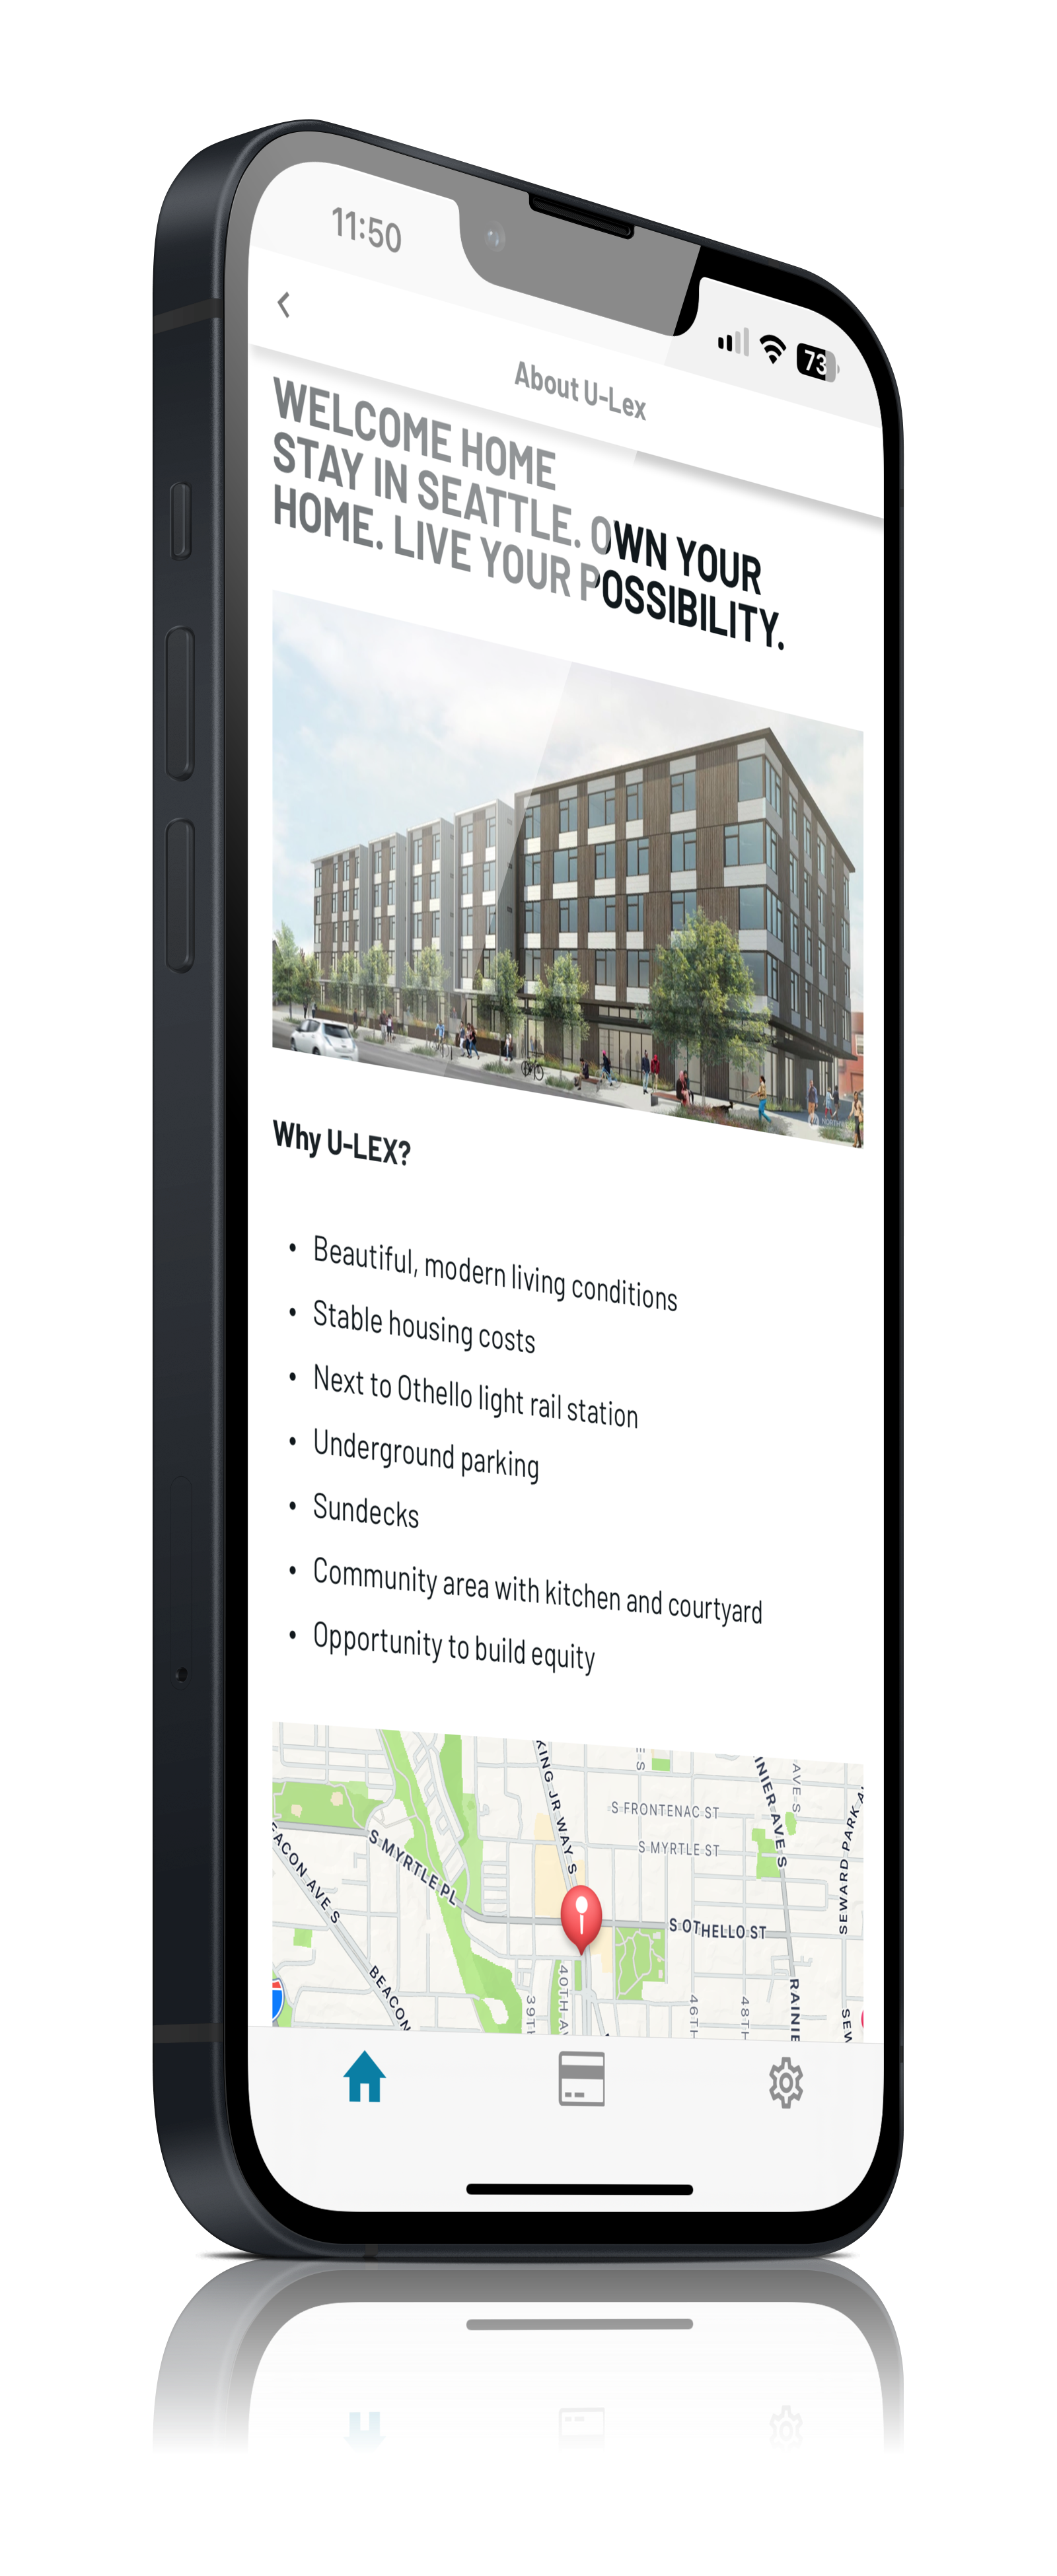 11:50
73
About U-Lex
WELCOME HOME
STAY IN SEATTLE. OWN YOUR
HOME. LIVE YOUR POSSIBILITY.
Why U-LEX?
• Beautiful, modern living conditions
• Stable housing costs
• Next to Othello light rail station
• Underground parking
• Sundecks
• Community area with kitchen and courtyard
• Opportunity to build equity
KING JR WAY S
E S
S FRONTENAC ST
S MYRTLE ST
INIER AVE S
AVE S
SEWARD PARK A
S MYRTLE PL
EACON AVE S
S OTHELLO ST
BEACON
39TH
40TH AV
46TH
48TH
RAINIE
SEW